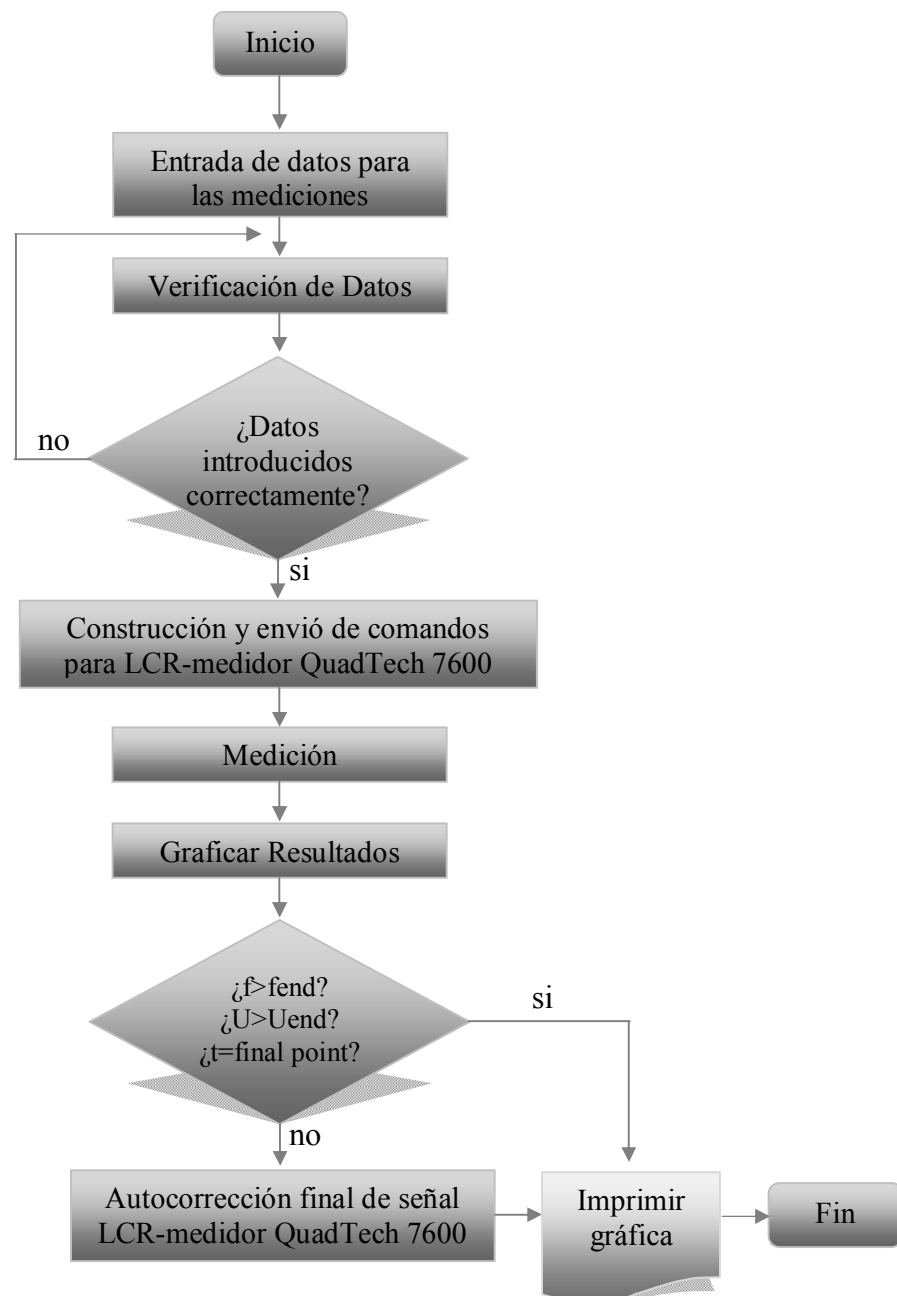 Inicio
Entrada de datos para
las mediciones
Verificación de Datos
¿Datos
introducidos
correctamente?
no
si
Construcción y envió de comandos
para LCR-medidor QuadTech 7600
Medición
Graficar Resultados
¿f>fend?
¿U>Uend?
¿t=final point?
si
no
Autocorrección final de señal
LCR-medidor QuadTech 7600
Imprimir
gráfica
Fin